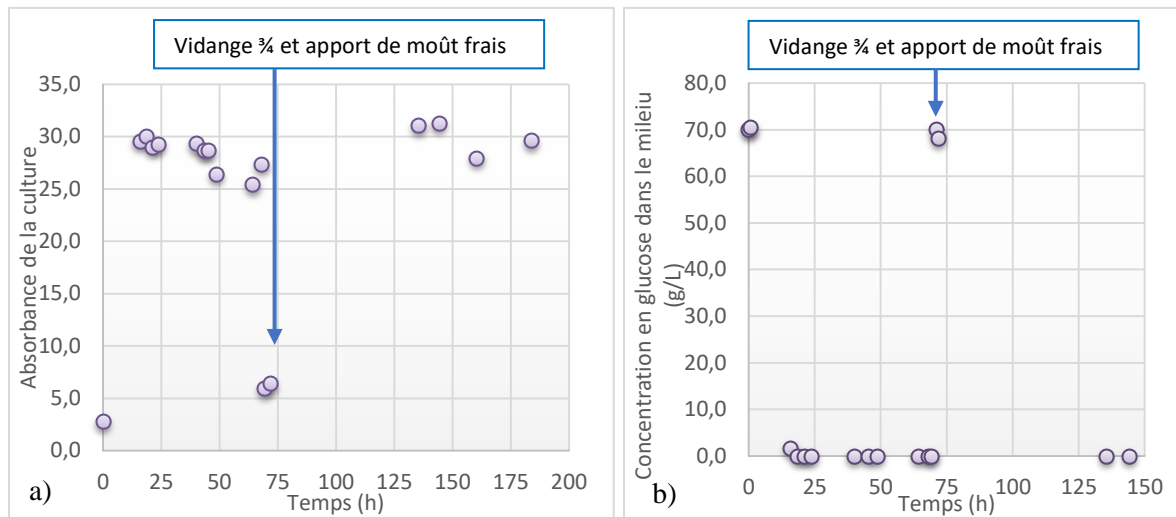 Vidange ¾ et apport de moût frais
Absorbance de la culture
35,0
30,0
25,0
20,0
15,0
10,0
5,0
0,0
0 25 50 75 100 125 150 175 200
Temps (h)
a)
Vidange ¾ et apport de moût frais
Concentration en glucose dans le mileiu
(g/L)
80,0
70,0
60,0
50,0
40,0
30,0
20,0
10,0
0,0
0 25 50 75 100 125 150
Temps (h)
b)